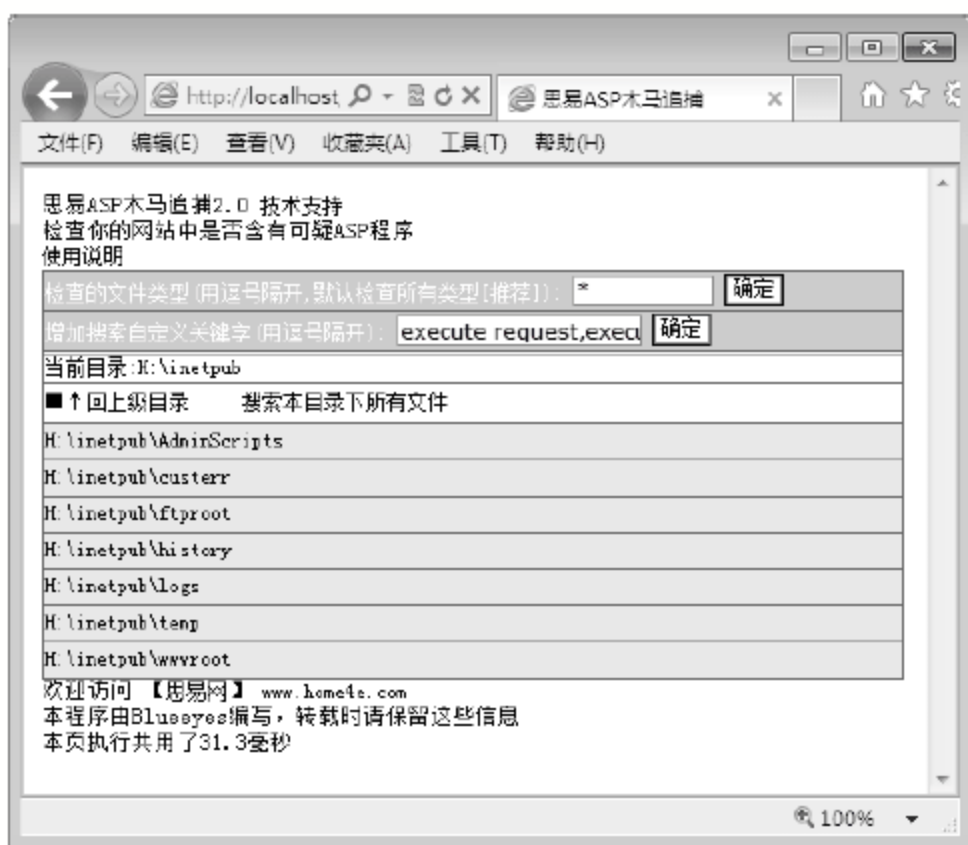 http://localhost
思易ASP木马追捕
文件(F) 编辑(E) 查看(V) 收藏夹(A) 工具(T) 帮助(H)
思易ASP木马追捕2.0 技术支持
检查你的网站中是否含有可疑ASP程序
使用说明
检查的文件类型(用逗号隔开,默认检查所有类型[推荐]): * 确定
增加搜索自定义关键字(用逗号隔开): execute request,execu 确定
当前目录:H:\inetpub
■↑回上级目录 搜索本目录下所有文件
H:\inetpub\AdminScripts
H:\inetpub\custerr
H:\inetpub\ftproot
H:\inetpub\history
H:\inetpub\logs
H:\inetpub\temp
H:\inetpub\wwwroot
欢迎访问 【思易网】 www.home4e.com
本程序由Blueeyes编写，转载时请保留这些信息
本页执行共用了31.3毫秒
100%